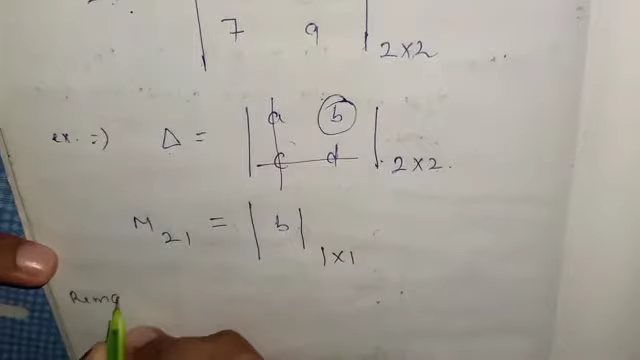 7 9 2×2
ex. => Δ = | a b |
| c d | 2×2.
M21 = | b | 1×1
Rema